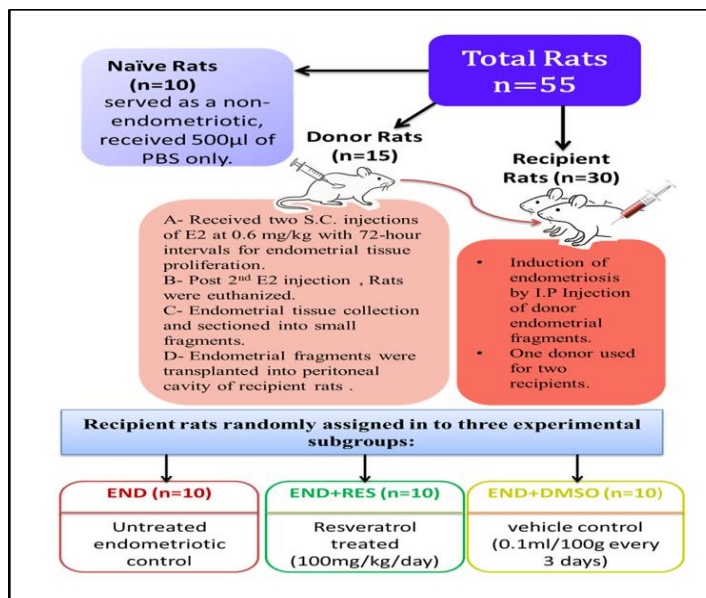 Total Rats
n=55
Naïve Rats
(n=10)
served as a non-
endometriotic,
received 500µl of
PBS only.
Donor Rats
(n=15)
Recipient
Rats (n=30)
A- Received two S.C. injections
of E2 at 0.6 mg/kg with 72-hour
intervals for endometrial tissue
proliferation.
B- Post 2nd E2 injection , Rats
were euthanized.
C- Endometrial tissue collection
and sectioned into small
fragments.
D- Endometrial fragments were
transplanted into peritoneal
cavity of recipient rats .
• Induction of
endometriosis
by I.P Injection
of donor
endometrial
fragments.
• One donor used
for two
recipients.
Recipient rats randomly assigned in to three experimental
subgroups:
END (n=10)
Untreated
endometriotic
control
END+RES (n=10)
Resveratrol
treated
(100mg/kg/day)
END+DMSO (n=10)
vehicle control
(0.1ml/100g every
3 days)